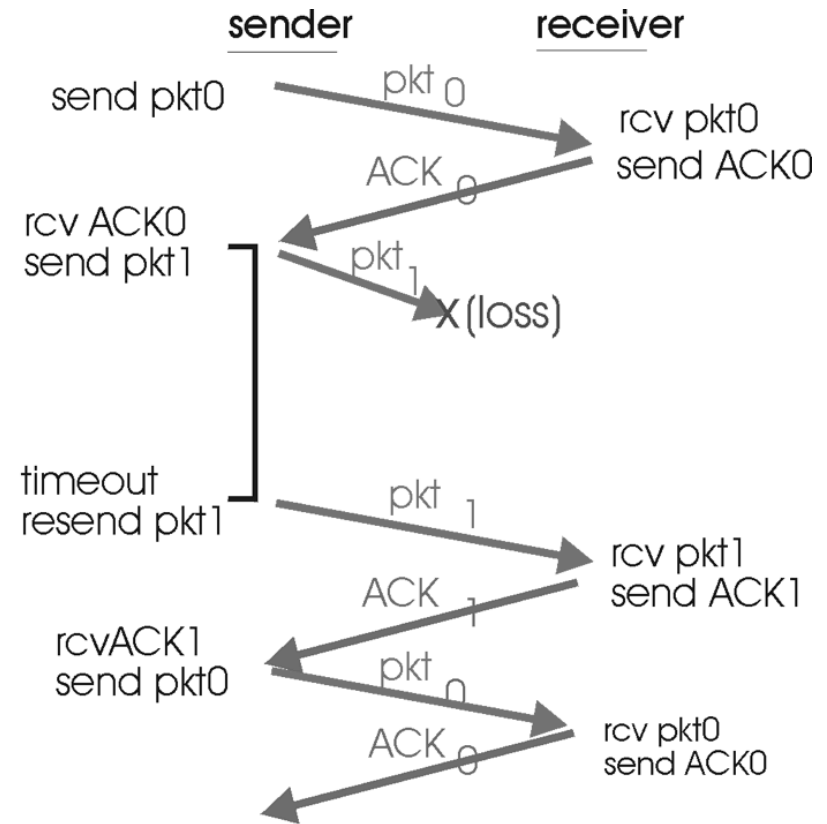 sender
receiver
send pkt0
pkt 0
rcv pkt0
send ACK0
ACK 0
rcv ACK0
send pkt1
pkt 1
X (loss)
timeout
resend pkt1
pkt 1
rcv pkt1
send ACK1
ACK 1
rcvACK1
send pkt0
pkt 0
rcv pkt0
send ACK0
ACK 0